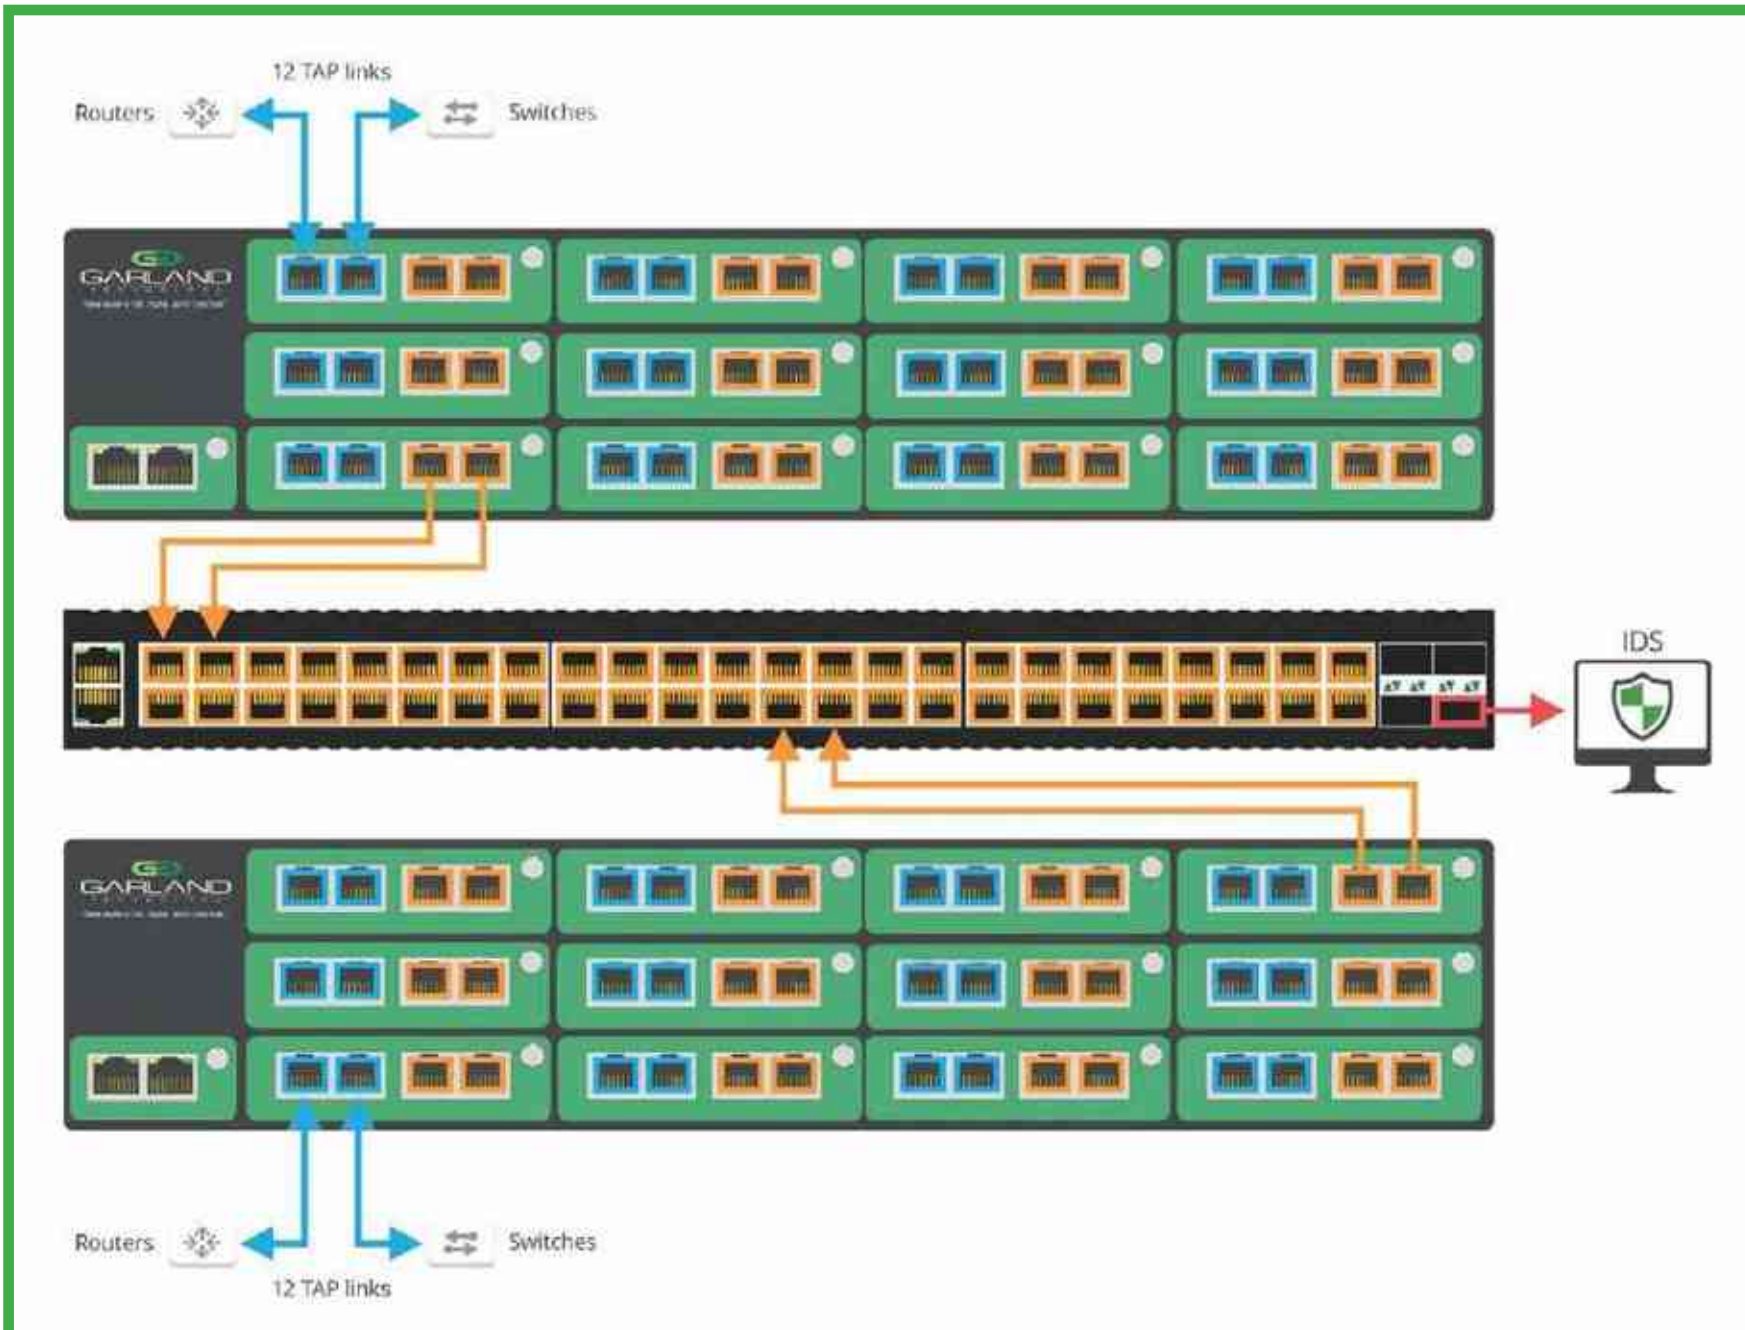 12 TAP links
Routers
Switches
GARLAND
IDS
GARLAND
Routers
Switches
12 TAP links